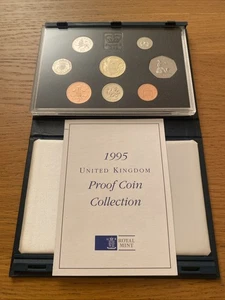 1995
UNITED KINGDOM
Proof Coin
Collection
ROYAL
MINT